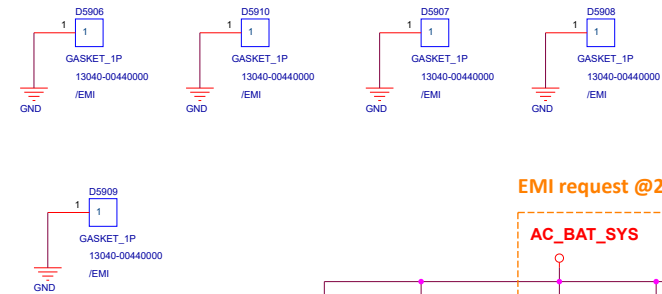 D5906
1
1
GASKET_1P
13040-00440000
/EMI
GND
D5910
1
1
GASKET_1P
13040-00440000
/EMI
GND
D5907
1
1
GASKET_1P
13040-00440000
/EMI
GND
D5908
1
1
GASKET_1P
13040-00440000
/EMI
GND
D5909
1
1
GASKET_1P
13040-00440000
/EMI
GND
EMI request @2
AC_BAT_SYS